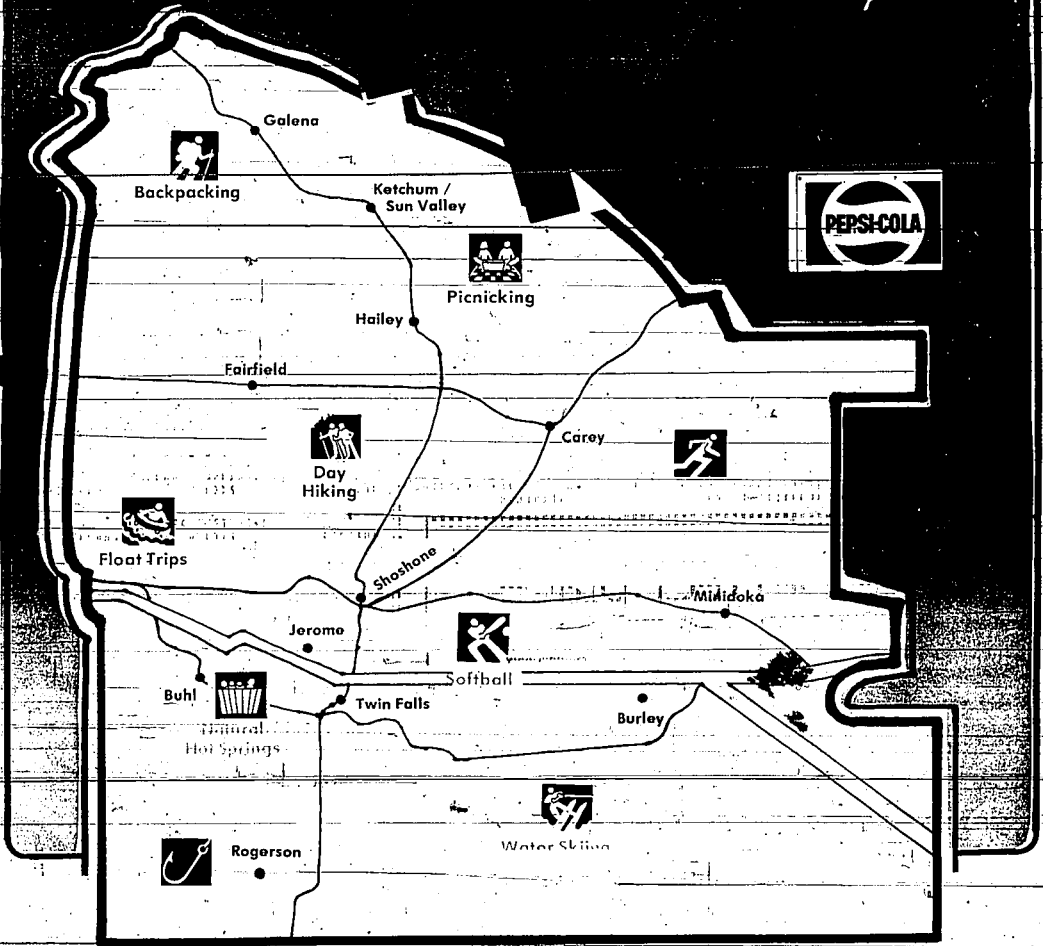 Galena
Backpacking
Ketchum /
Sun Valley
PEPSI-COLA
Picnicking
Hailey
Fairfield
Carey
Day
Hiking
Float Trips
Shoshone
Minidoka
Jerome
Softball
Buhl
Twin Falls
Burley
Natural
Hot Springs
Water Skiing
Rogerson